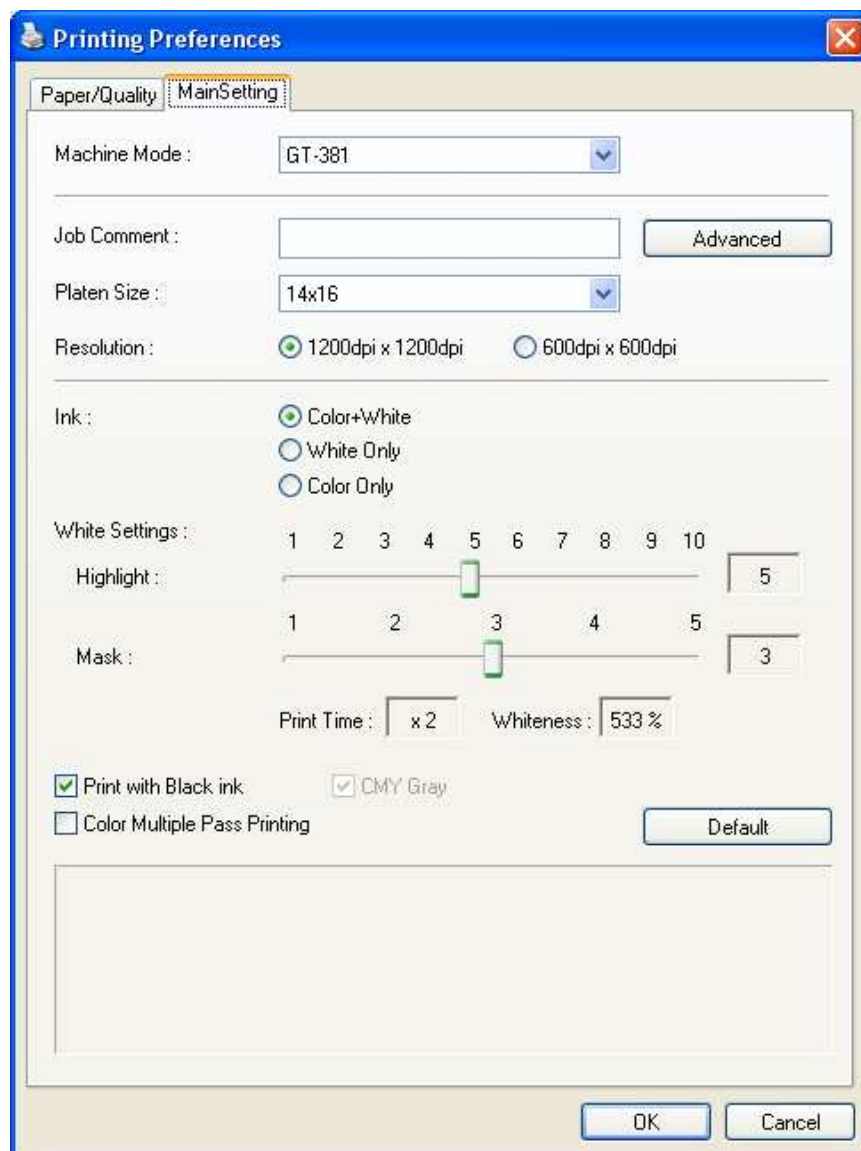 Printing Preferences
Paper/Quality MainSetting
Machine Mode : GT-381
Job Comment : Advanced
Platen Size : 14x16
Resolution : 1200dpi x 1200dpi 600dpi x 600dpi
Ink : Color+White
White Only
Color Only
White Settings : 1 2 3 4 5 6 7 8 9 10
Highlight : 5
1 2 3 4 5
Mask : 3
Print Time : x 2 Whiteness : 533 %
Print with Black ink CMY Gray
Color Multiple Pass Printing Default
OK Cancel